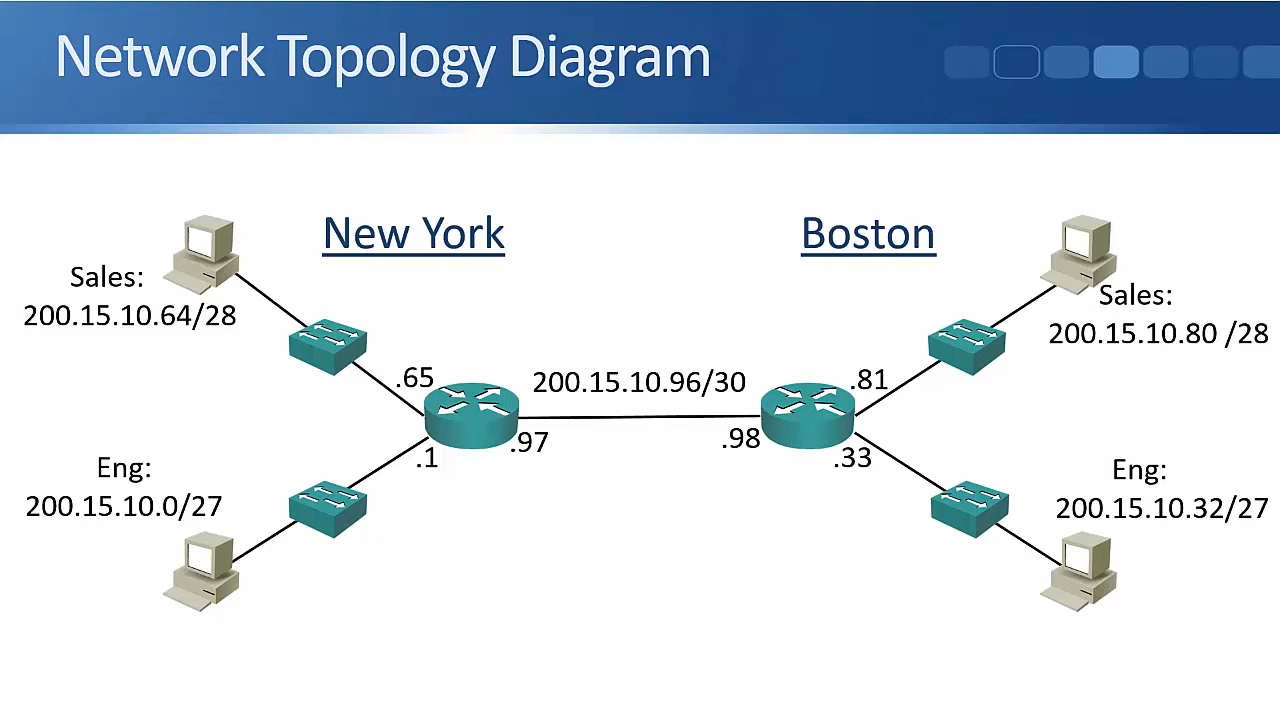 Network Topology Diagram
New York
Boston
Sales:
200.15.10.64/28
Sales:
200.15.10.80 /28
.65
200.15.10.96/30
.81
.1
.97
.98
.33
Eng:
200.15.10.0/27
Eng:
200.15.10.32/27